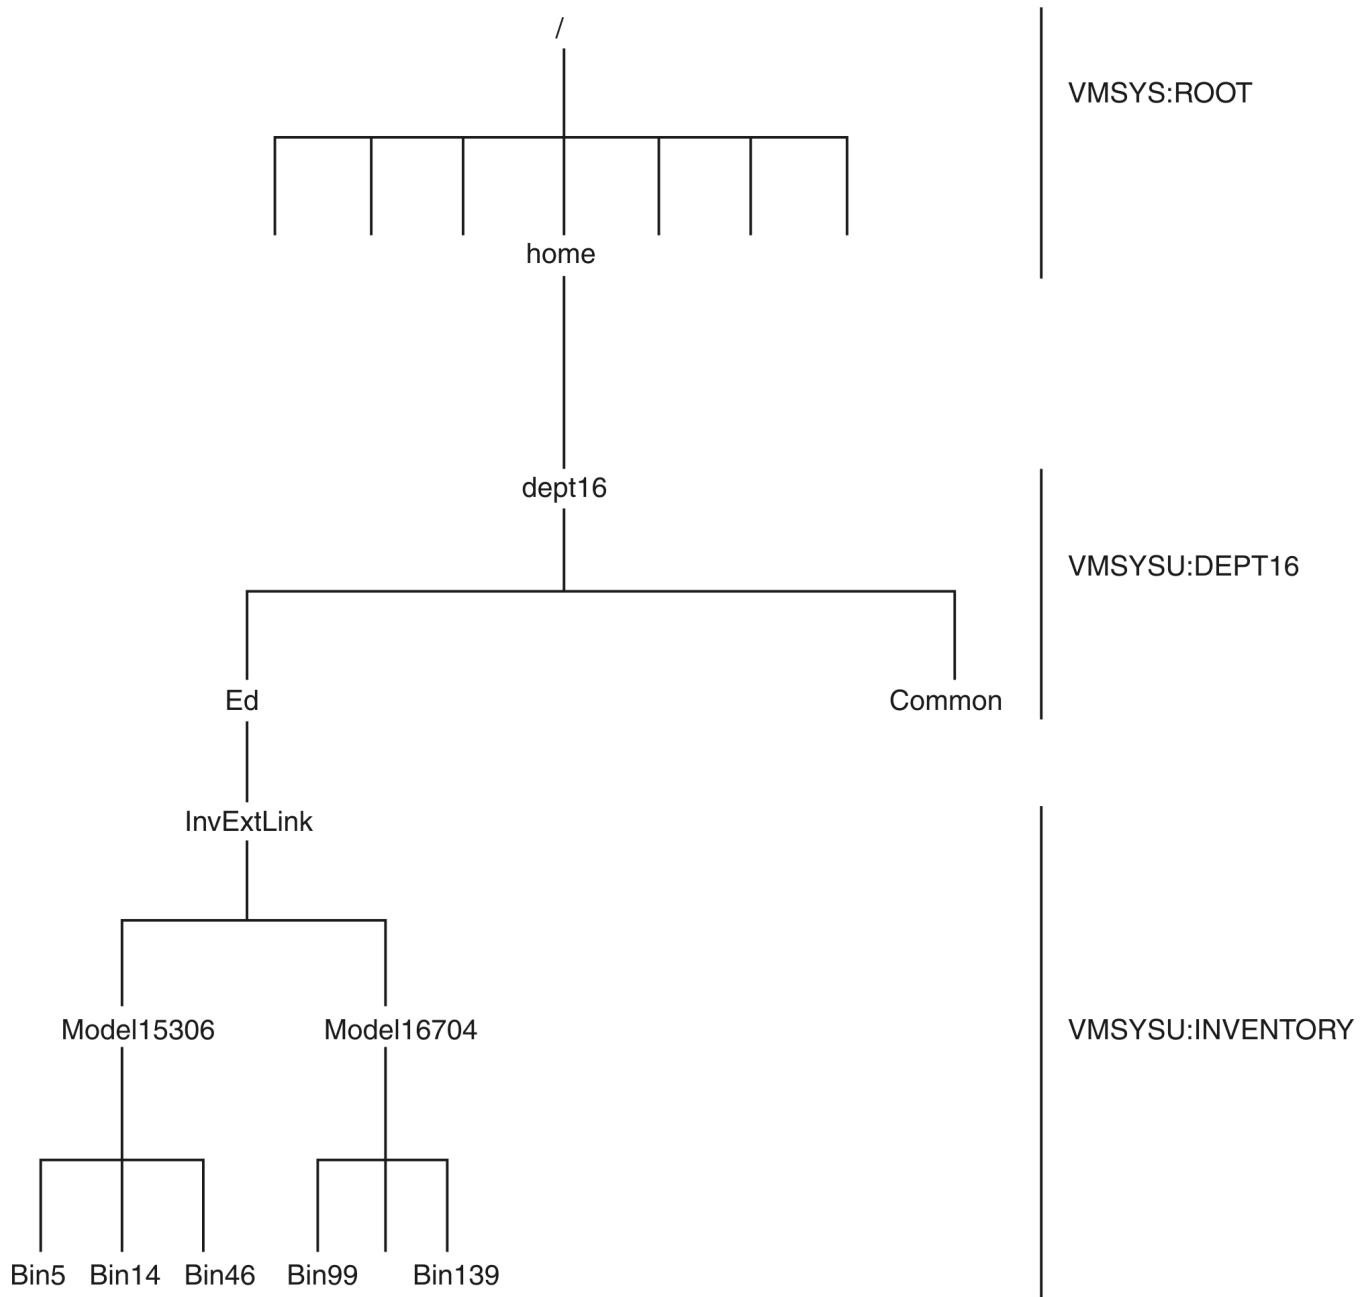 /
VMSYS:ROOT
home
dept16
VMSYSU:DEPT16
Ed
Common
InvExtLink
Model15306
Model16704
VMSYSU:INVENTORY
Bin5
Bin14
Bin46
Bin99
Bin139